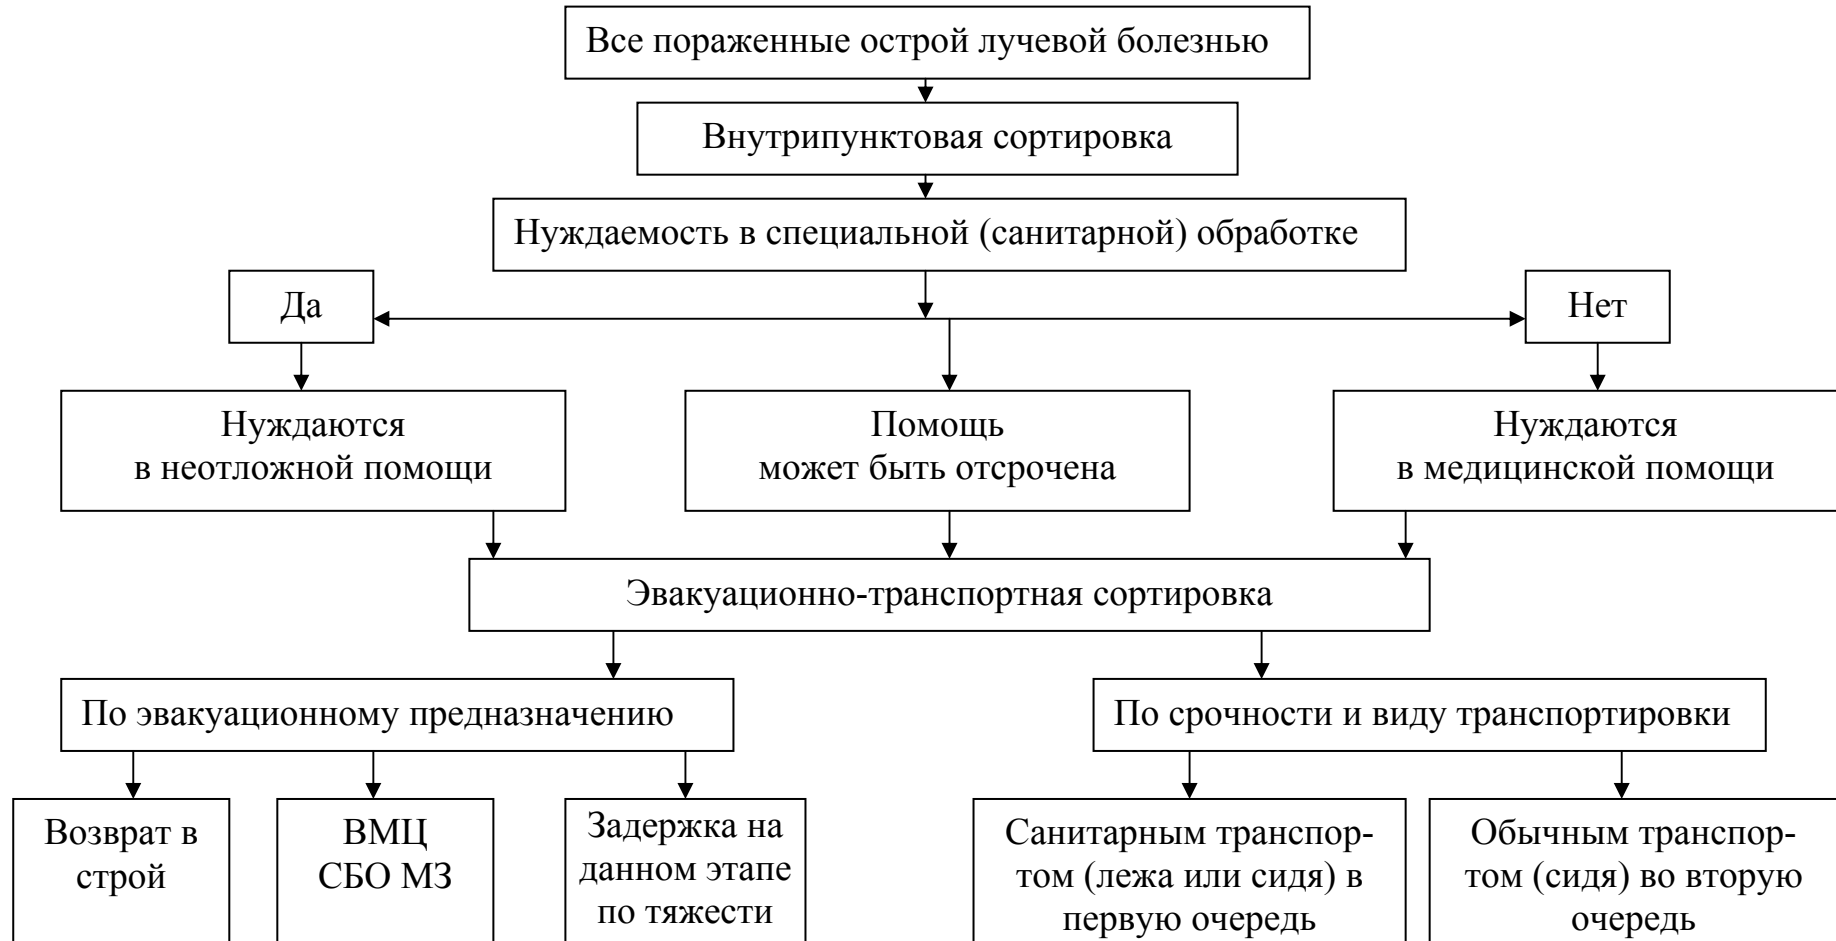 Все пораженные острой лучевой болезнью
Внутрипунктовая сортировка
Нуждаемость в специальной (санитарной) обработке
Да
Нет
Нуждаются
в неотложной помощи
Помощь
может быть отсрочена
Нуждаются
в медицинской помощи
Эвакуационно-транспортная сортировка
По эвакуационному предназначению
По срочности и виду транспортировки
Возврат в
строй
ВМЦ
СБО МЗ
Задержка на
данном этапе
по тяжести
Санитарным транспор-
том (лежа или сидя) в
первую очередь
Обычным транспор-
том (сидя) во вторую
очередь